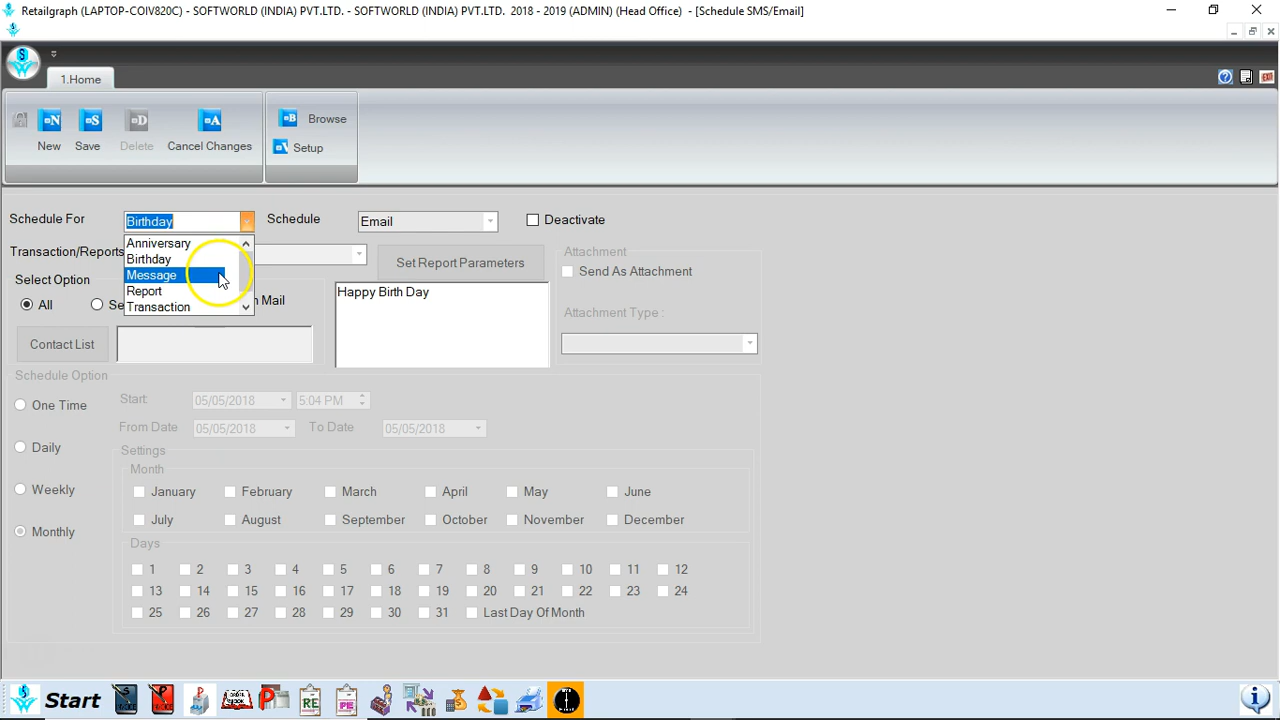 Retailgraph (LAPTOP-COIV820C) - SOFTWORLD (INDIA) PVT.LTD. - SOFTWORLD (INDIA) PVT.LTD. 2018 - 2019 (ADMIN) (Head Office) - [Schedule SMS/Email]
1.Home
New Save Delete Cancel Changes
Browse
Setup
Schedule For Birthday Schedule Email Deactivate
Anniversary
Birthday
Message
Report
Transaction
Transaction/Reports Set Report Parameters Attachment
Send As Attachment
Select Option
All Se n Mail
Happy Birth Day
Attachment Type :
Contact List
Schedule Option
One Time Start: 05/05/2018 5:04 PM
From Date 05/05/2018 To Date 05/05/2018
Daily Settings
Month
Weekly January February March April May June
Monthly July August September October November December
Days
1 2 3 4 5 6 7 8 9 10 11 12
13 14 15 16 17 18 19 20 21 22 23 24
25 26 27 28 29 30 31 Last Day Of Month
Start